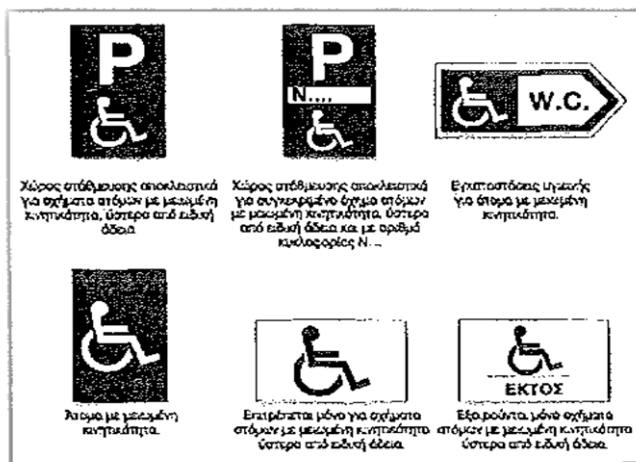 P
P
N....
W.C.
Χώρος στάθμευσης αποκλειστικά
για οχήματα ατόμων με μειωμένη
κινητικότητα, ύστερα από ειδική
άδεια.
Χώρος στάθμευσης αποκλειστικά
για συγκεκριμένο όχημα ατόμων
με μειωμένη κινητικότητα, ύστερα
από ειδική άδεια και με αριθμό
κυκλοφορίας Ν...
Εγκαταστάσεις υγιεινής
για άτομα με μειωμένη
κινητικότητα.
Άτομα με μειωμένη
κινητικότητα.
Επιτρέπεται μόνο για οχήματα
ατόμων με μειωμένη κινητικότητα
ύστερα από ειδική άδεια.
ΕΚΤΟΣ
Εξαιρούνται μόνο οχήματα
ατόμων με μειωμένη κινητικότητα
ύστερα από ειδική άδεια.